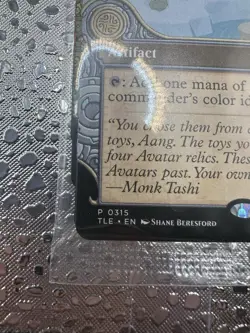 Artifact
: Add one mana of
commander's color id
"You chose them from
toys, Aang. The toys yo
four Avatar relics. Thes
Avatars past. Your own
—Monk Tashi
P 0315
TLE • EN SHANE BERESFORD